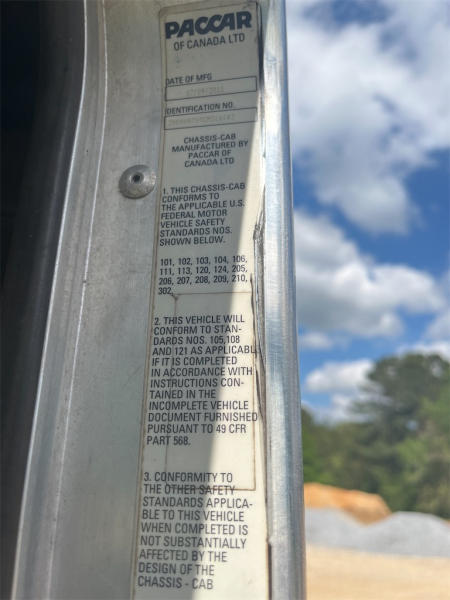 PACCAR
OF CANADA LTD
DATE OF MFG
IDENTIFICATION NO.
CHASSIS-CAB
MANUFACTURED BY
PACCAR OF
CANADA LTD
1. THIS CHASSIS-CAB
CONFORMS TO
THE APPLICABLE U.S.
FEDERAL MOTOR
VEHICLE SAFETY
STANDARDS NOS.
SHOWN BELOW.
101, 102, 103, 104, 106,
111, 113, 120, 124, 205,
206, 207, 208, 209, 210,
302,
2. THIS VEHICLE WILL
CONFORM TO STAN-
DARDS NOS. 105,108
AND 121 AS APPLICABLE
IF IT IS COMPLETED
IN ACCORDANCE WITH
INSTRUCTIONS CON-
TAINED IN THE
INCOMPLETE VEHICLE
DOCUMENT FURNISHED
PURSUANT TO 49 CFR
PART 568.
3. CONFORMITY TO
THE OTHER SAFETY
STANDARDS APPLICA-
BLE TO THIS VEHICLE
WHEN COMPLETED IS
NOT SUBSTANTIALLY
AFFECTED BY THE
DESIGN OF THE
CHASSIS - CAB